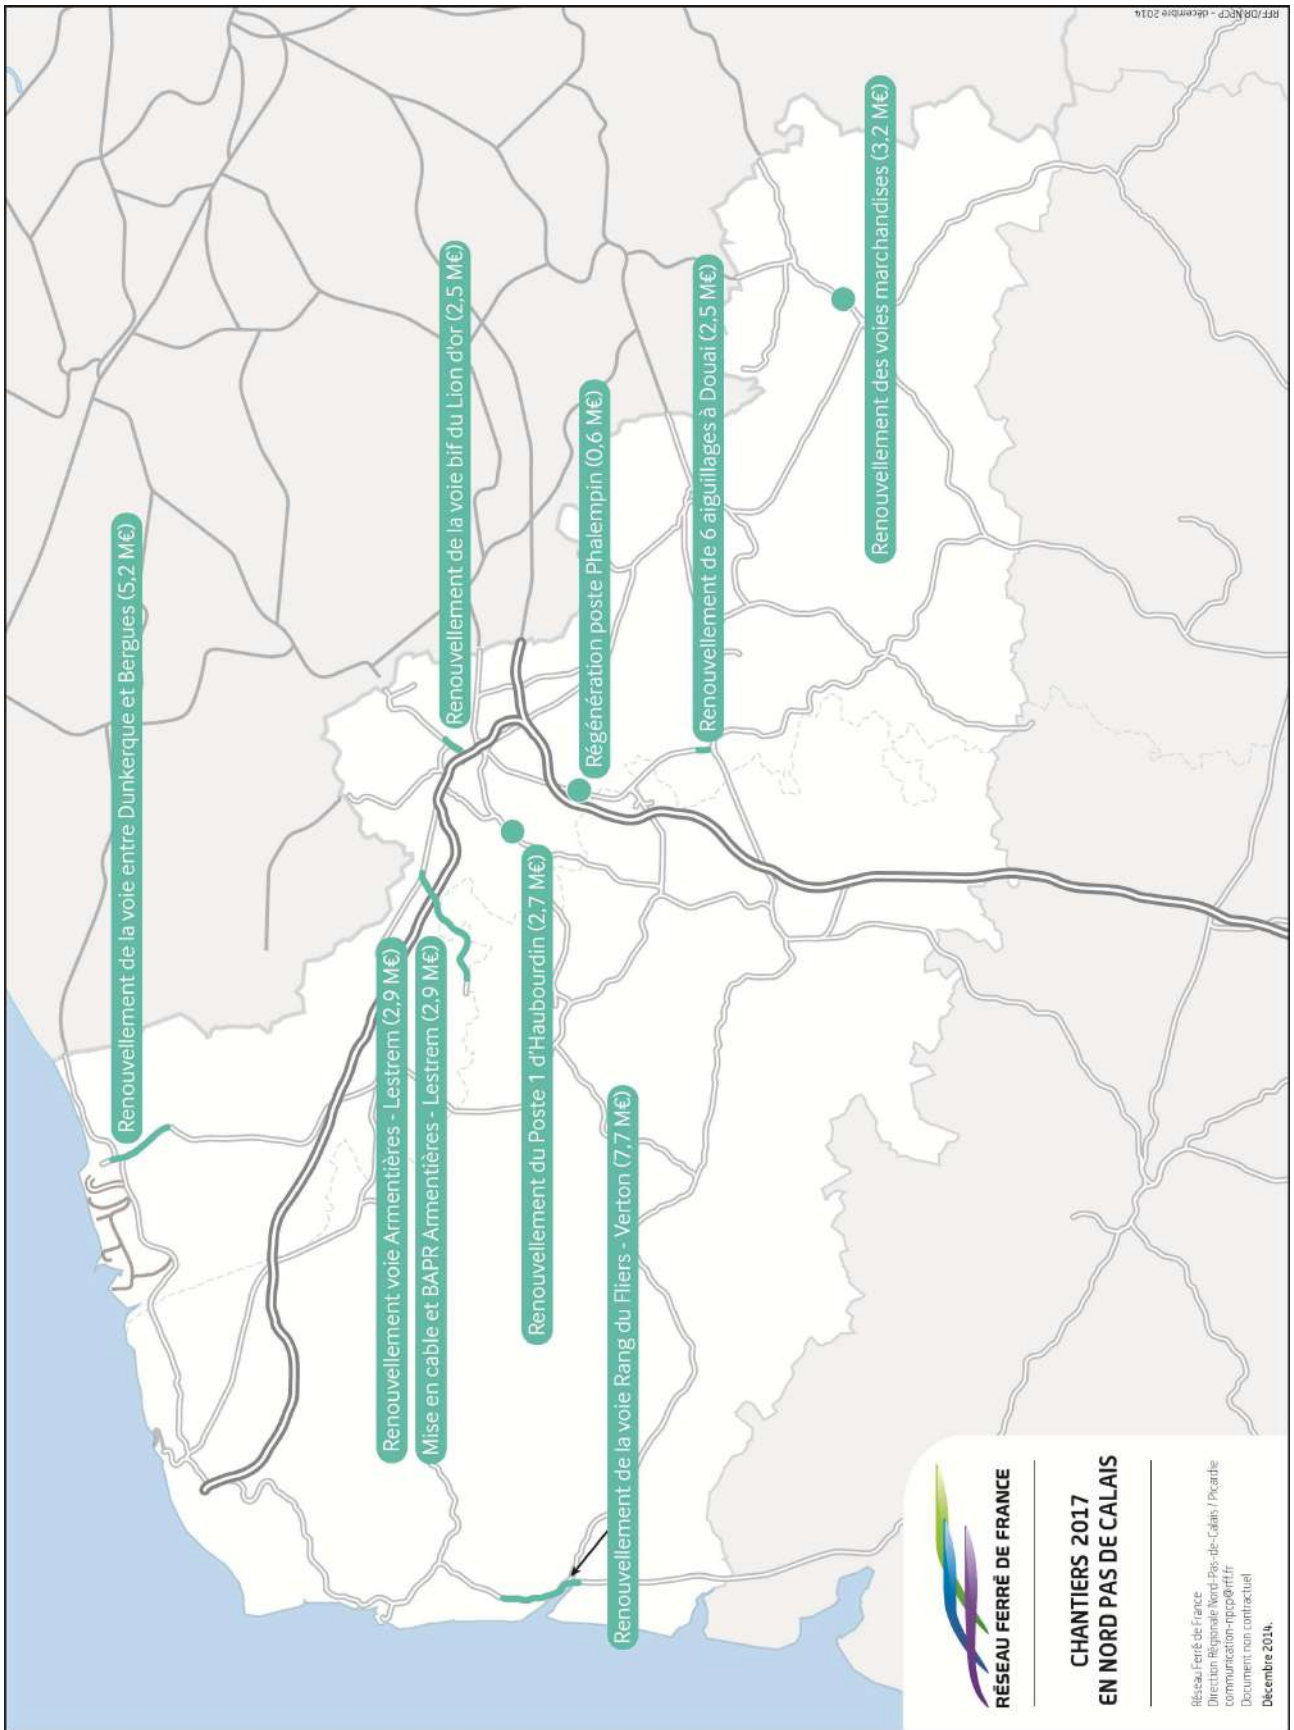 Renouvellement de la voie entre Dunkerque et Bergues (5,2 M€)
Renouvellement voie Armentières - Lestrem (2,9 M€)
Mise en cable et BAPR Armentières - Lestrem (2,9 M€)
Renouvellement de la voie bif du Lion d'or (2,5 M€)
Renouvellement du Poste 1 d'Haubourdin (2,7 M€)
Régénération poste Phalempin (0,6 M€)
Renouvellement de la voie Rang du Fliers - Verton (7,7 M€)
Renouvellement de 6 aiguillages à Douai (2,5 M€)
Renouvellement des voies marchandises (3,2 M€)
RÉSEAU FERRÉ DE FRANCE
CHANTIERS 2017
EN NORD PAS DE CALAIS
Réseau Ferré de France
Direction Régionale Nord-Pas-de-Calais / Picardie
communication-npcp@rff.fr
Document non contractuel
Décembre 2014.
RFF/DR NPCP - décembre 2014